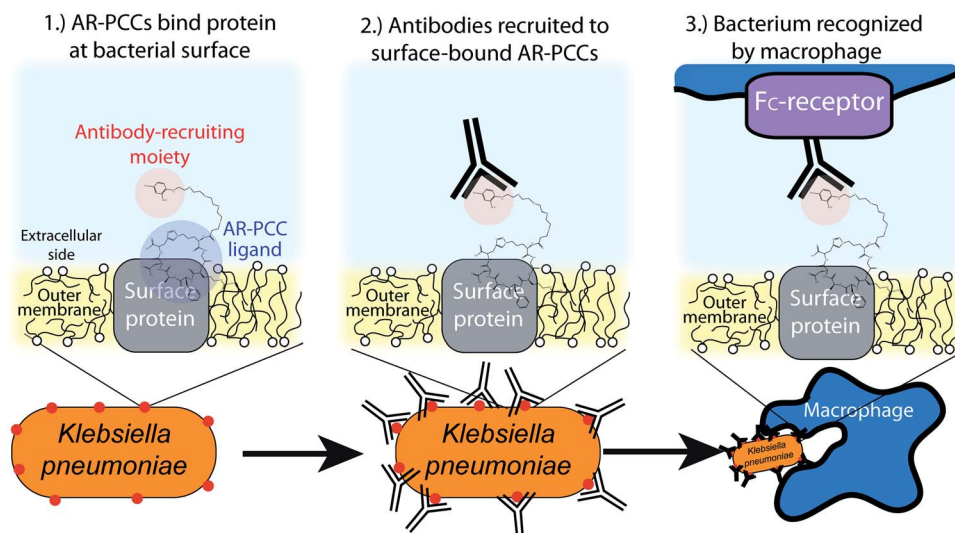 1.) AR-PCCs bind protein
at bacterial surface
Antibody-recruiting
moiety
AR-PCC
ligand
Extracellular
side
Outer
membrane
Surface
protein
Klebsiella
pneumoniae
2.) Antibodies recruited to
surface-bound AR-PCCs
Outer
membrane
Surface
protein
Klebsiella
pneumoniae
3.) Bacterium recognized
by macrophage
Fc-receptor
Outer
membrane
Surface
protein
Macrophage
Klebsiella
pneumoniae